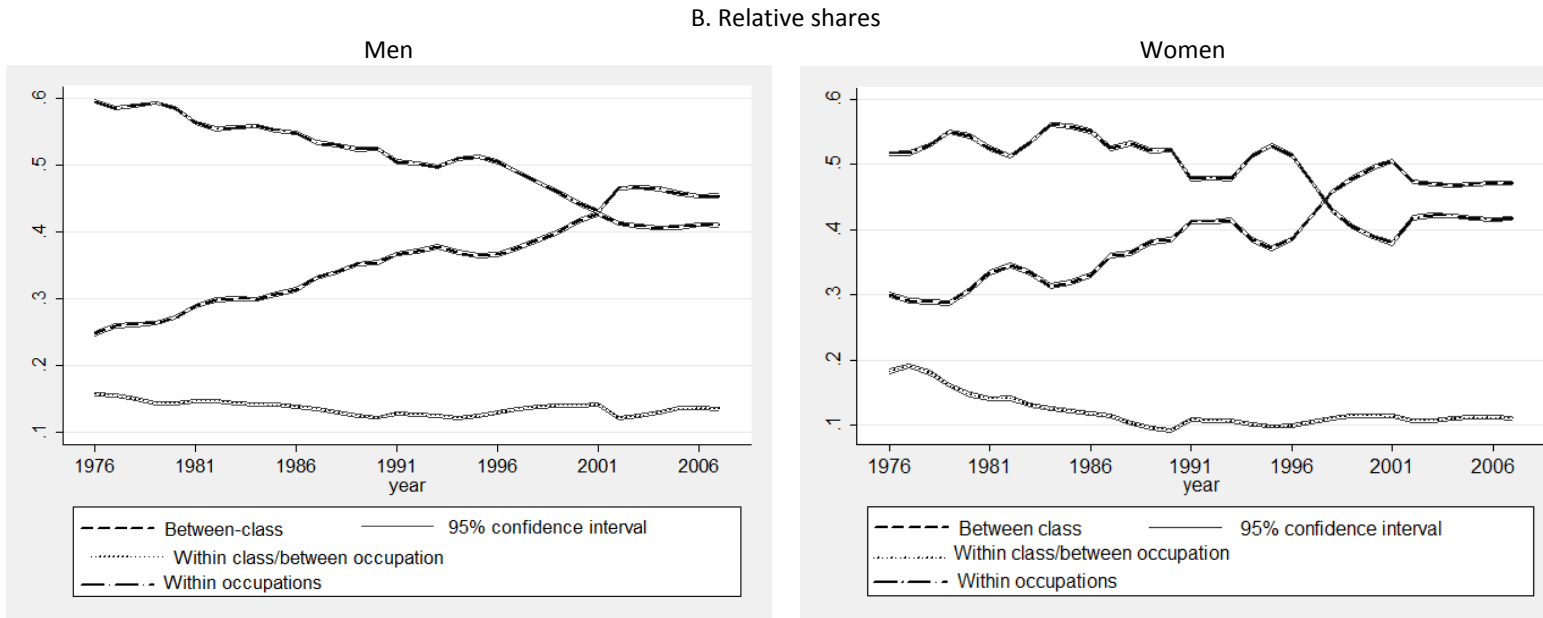 B. Relative shares
Men
.6
.5
.4
.3
.2
.1
1976 1981 1986 1991 1996 2001 2006
year
Between-class 95% confidence interval
Within class/between occupation
Within occupations
Women
.6
.5
.4
.3
.2
.1
1976 1981 1986 1991 1996 2001 2006
year
Between class 95% confidence interval
Within class/between occupation
Within occupations